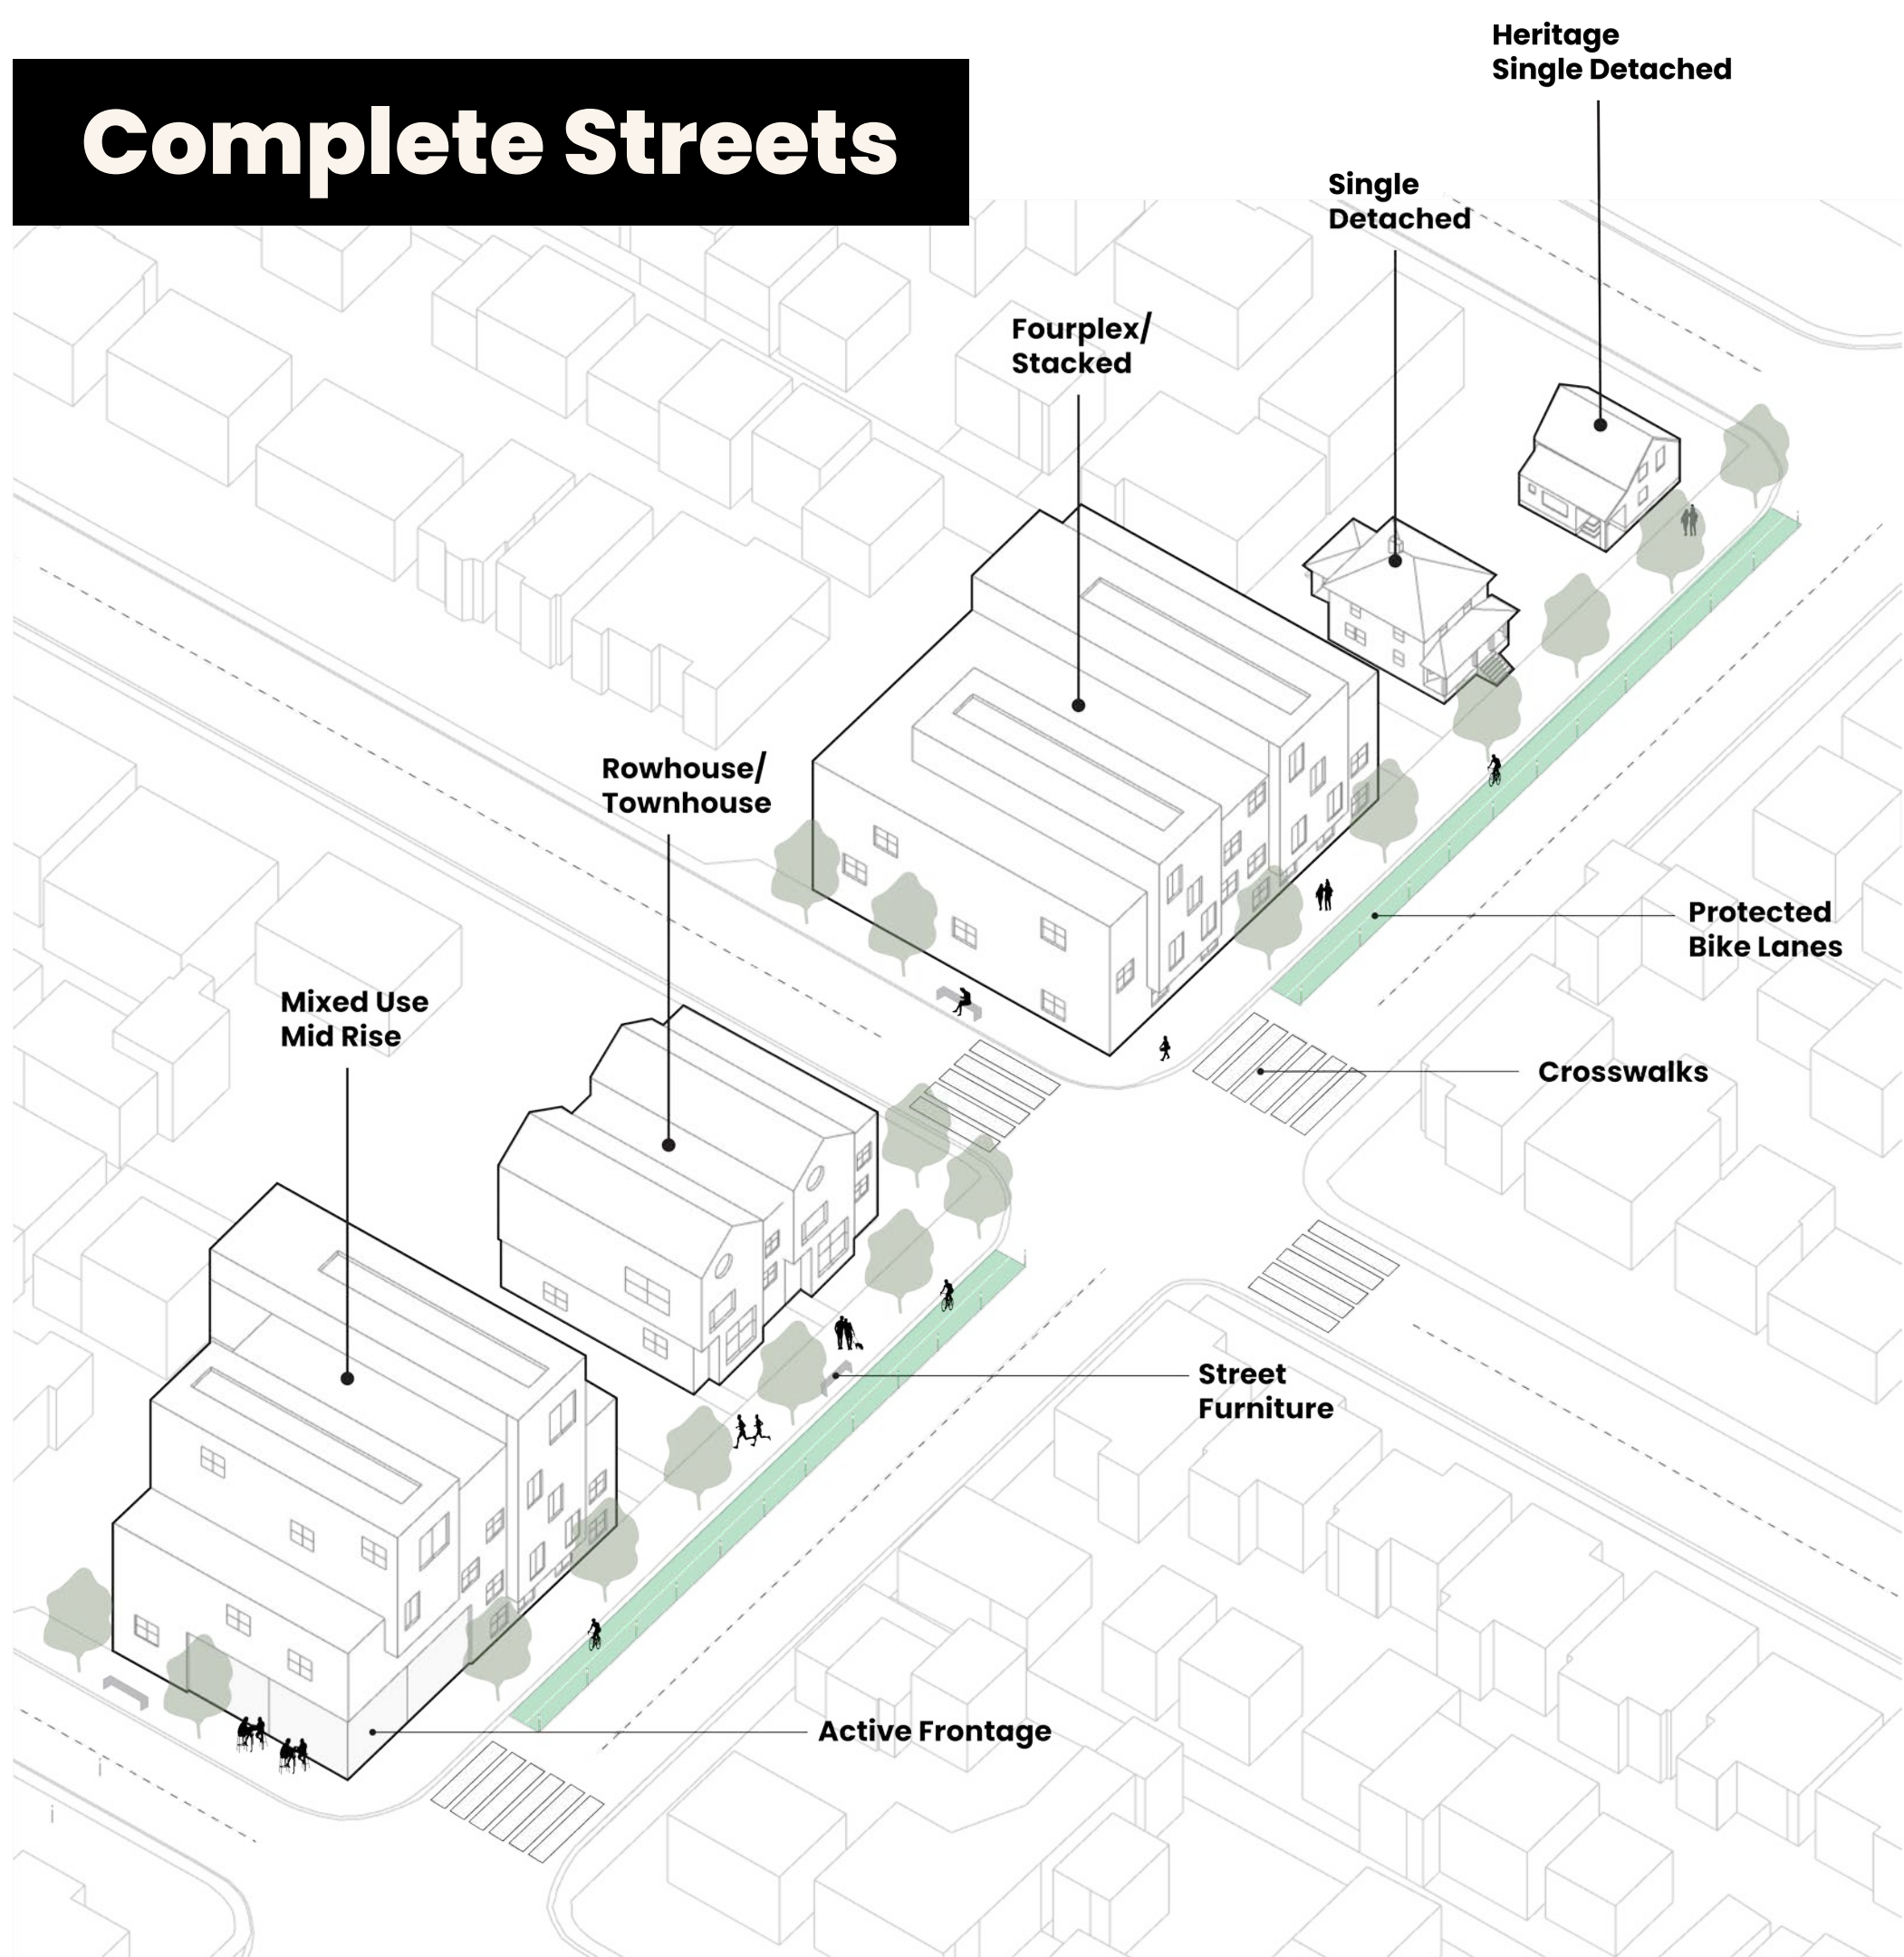 Complete Streets
Heritage
Single Detached
Single
Detached
Fourplex/
Stacked
Rowhouse/
Townhouse
Mixed Use
Mid Rise
Protected
Bike Lanes
Crosswalks
Street
Furniture
Active Frontage